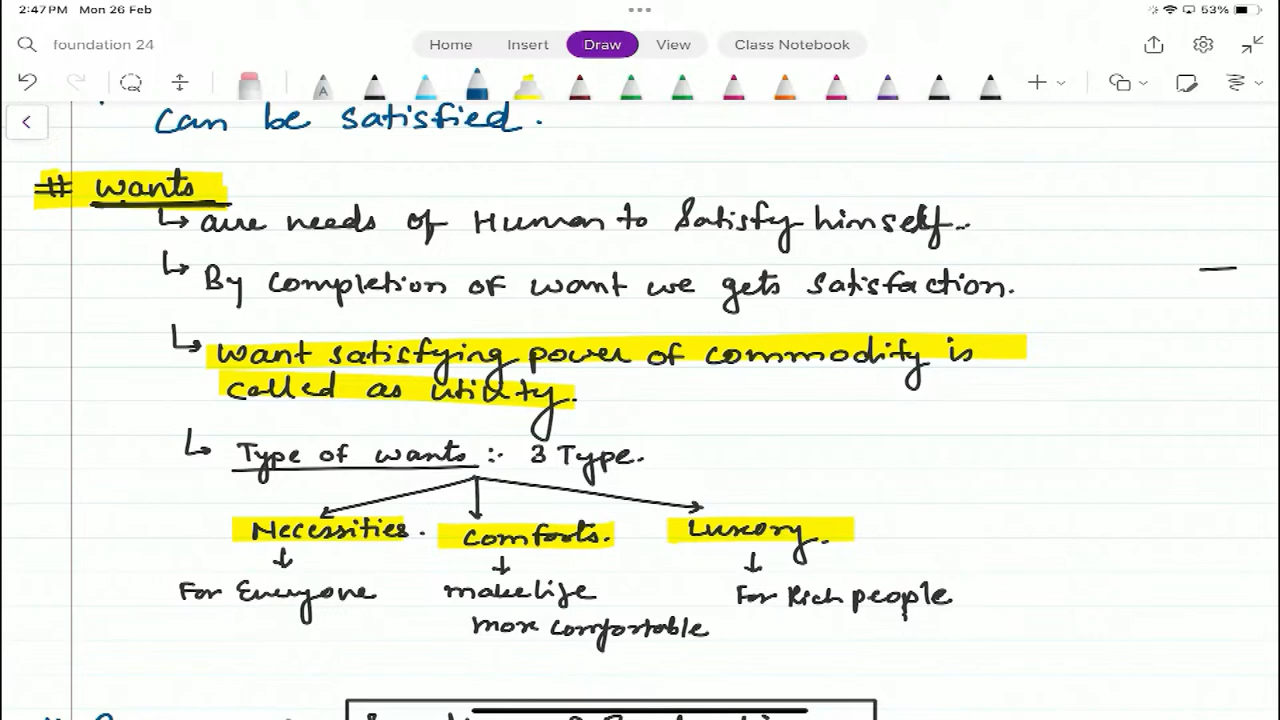 2:47 PM Mon 26 Feb
53%
foundation 24
Home Insert Draw View Class Notebook
can be satisfied.
# wants
↳ are needs of Human to Satisfy himself.
↳ By completion of want we gets satisfaction.
↳ want satisfying power of commodity is
called as utility.
↳ Type of wants :- 3 Type.
Necessities. Comforts. Luxory.
For Everyone make life For Rich people
more comfortable